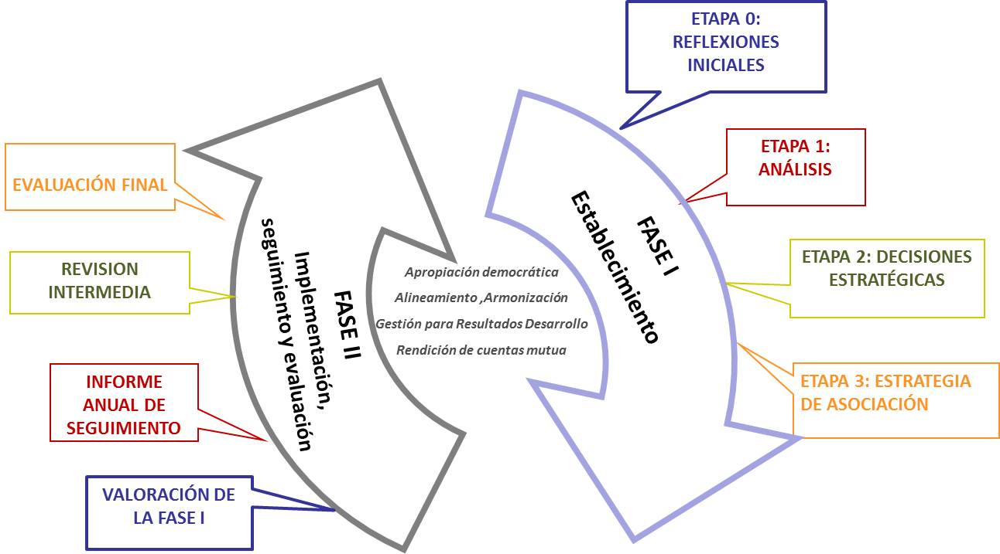 ETAPA 0:
REFLEXIONES
INICIALES
ETAPA 1:
ANÁLISIS
ETAPA 2: DECISIONES
ESTRATÉGICAS
ETAPA 3: ESTRATEGIA
DE ASOCIACIÓN
FASE I
Establecimiento
Apropiación democrática
Alineamiento ,Armonización
Gestión para Resultados Desarrollo
Rendición de cuentas mutua
FASE II
Implementación,
seguimiento y evaluación
VALORACIÓN DE
LA FASE I
INFORME
ANUAL DE
SEGUIMIENTO
REVISION
INTERMEDIA
EVALUACIÓN FINAL